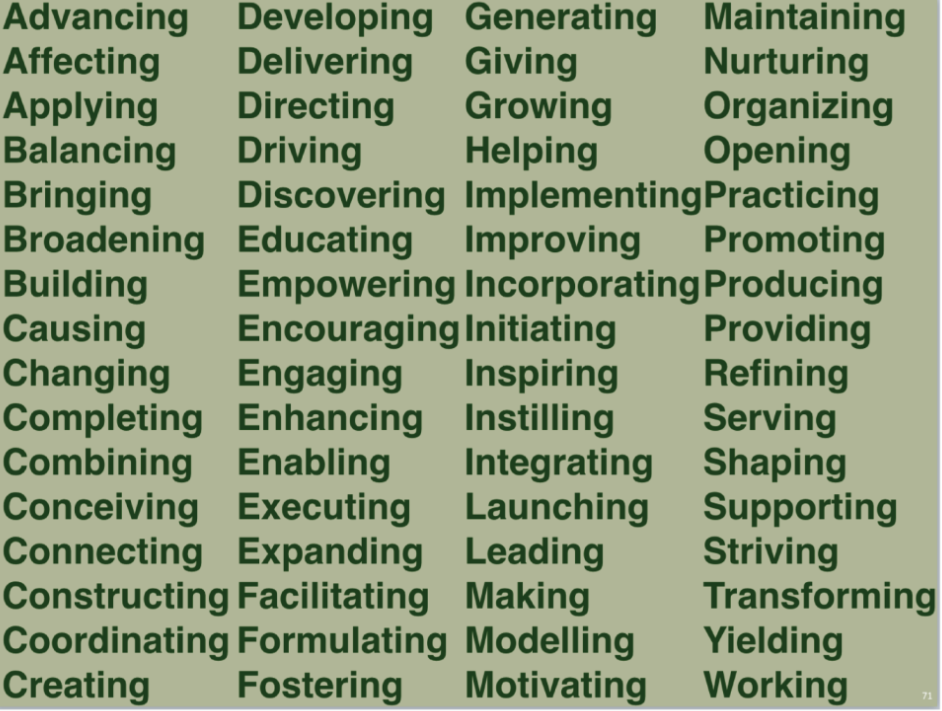 Advancing Developing Generating Maintaining
Affecting Delivering Giving Nurturing
Applying Directing Growing Organizing
Balancing Driving Helping Opening
Bringing Discovering Implementing Practicing
Broadening Educating Improving Promoting
Building Empowering Incorporating Producing
Causing Encouraging Initiating Providing
Changing Engaging Inspiring Refining
Completing Enhancing Instilling Serving
Combining Enabling Integrating Shaping
Conceiving Executing Launching Supporting
Connecting Expanding Leading Striving
Constructing Facilitating Making Transforming
Coordinating Formulating Modelling Yielding
Creating Fostering Motivating Working
71